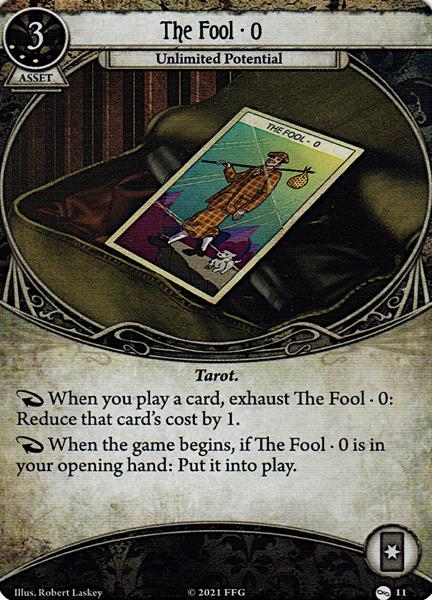 3
The Fool · 0
ASSET
Unlimited Potential
THE FOOL · 0
Tarot.
When you play a card, exhaust The Fool · 0:
Reduce that card's cost by 1.
When the game begins, if The Fool · 0 is in
your opening hand: Put it into play.
Illus. Robert Laskey
© 2021 FFG
11